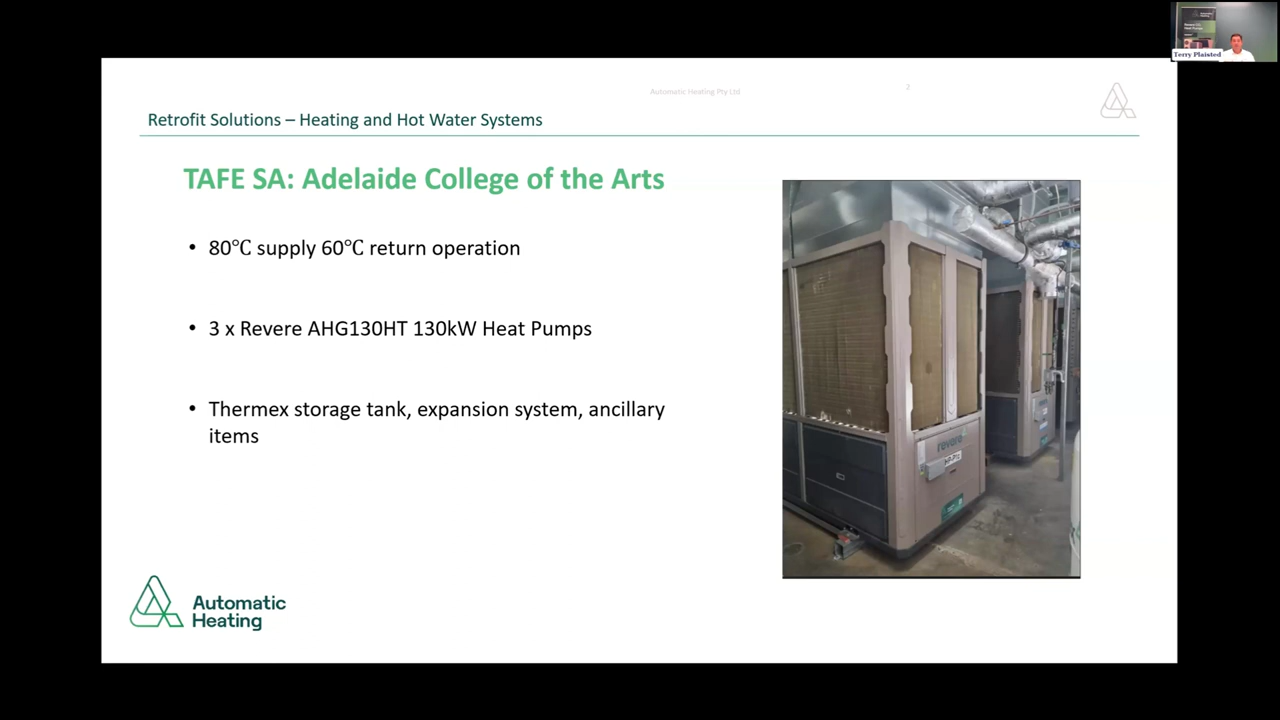 Terry Plaisted
Automatic Heating Pty Ltd
2
Retrofit Solutions – Heating and Hot Water Systems
TAFE SA: Adelaide College of the Arts
• 80℃ supply 60℃ return operation
• 3 x Revere AHG130HT 130kW Heat Pumps
• Thermex storage tank, expansion system, ancillary
items
revere
Automatic
Heating